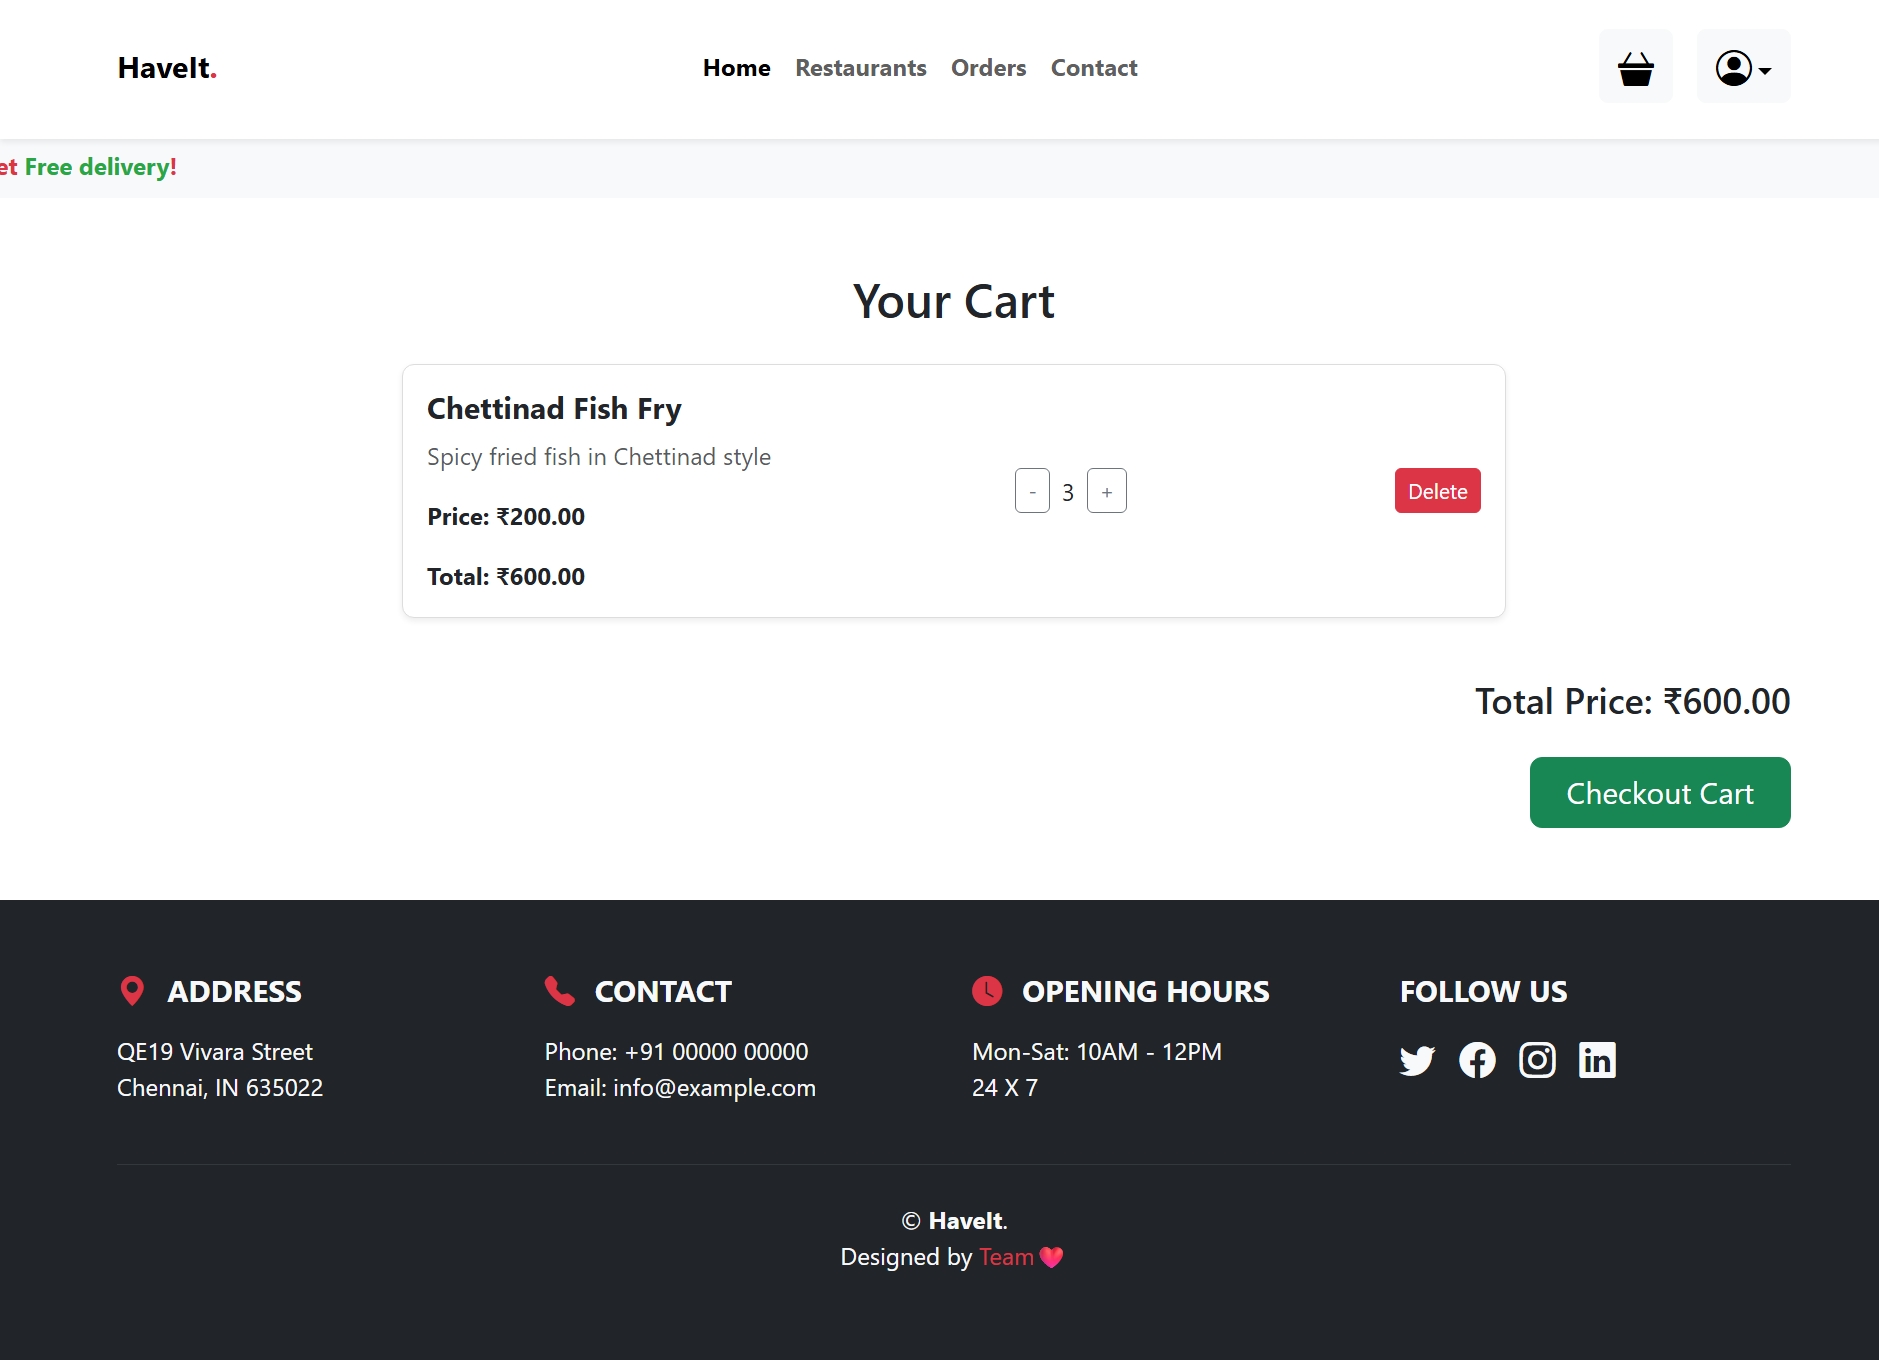 HaveIt.
Home Restaurants Orders Contact
et Free delivery!
Your Cart
Chettinad Fish Fry
Spicy fried fish in Chettinad style
Price: ₹200.00
Total: ₹600.00
- 3 +
Delete
Total Price: ₹600.00
Checkout Cart
ADDRESS
QE19 Vivara Street
Chennai, IN 635022
CONTACT
Phone: +91 00000 00000
Email: info@example.com
OPENING HOURS
Mon-Sat: 10AM - 12PM
24 X 7
FOLLOW US
© HaveIt.
Designed by Team